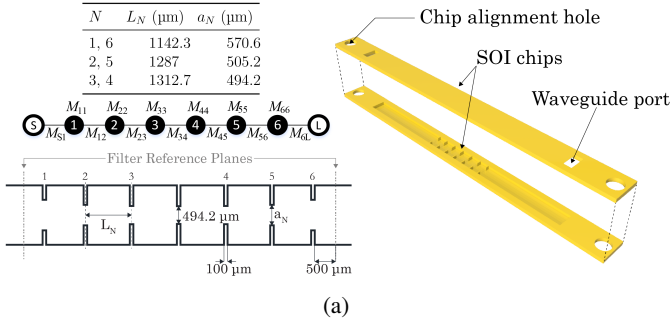 N L_N (µm) a_N (µm)
1, 6 1142.3 570.6
2, 5 1287 505.2
3, 4 1312.7 494.2
M₁₁ M₂₂ M₃₃ M₄₄ M₅₅ M₆₆
S 1 2 3 4 5 6 L
M_S1 M₁₂ M₂₃ M₃₄ M₄₅ M₅₆ M_6L
Filter Reference Planes
1 2 3 4 5 6
L_N 494.2 µm a_N
100 µm 500 µm
Chip alignment hole
SOI chips
Waveguide port
(a)